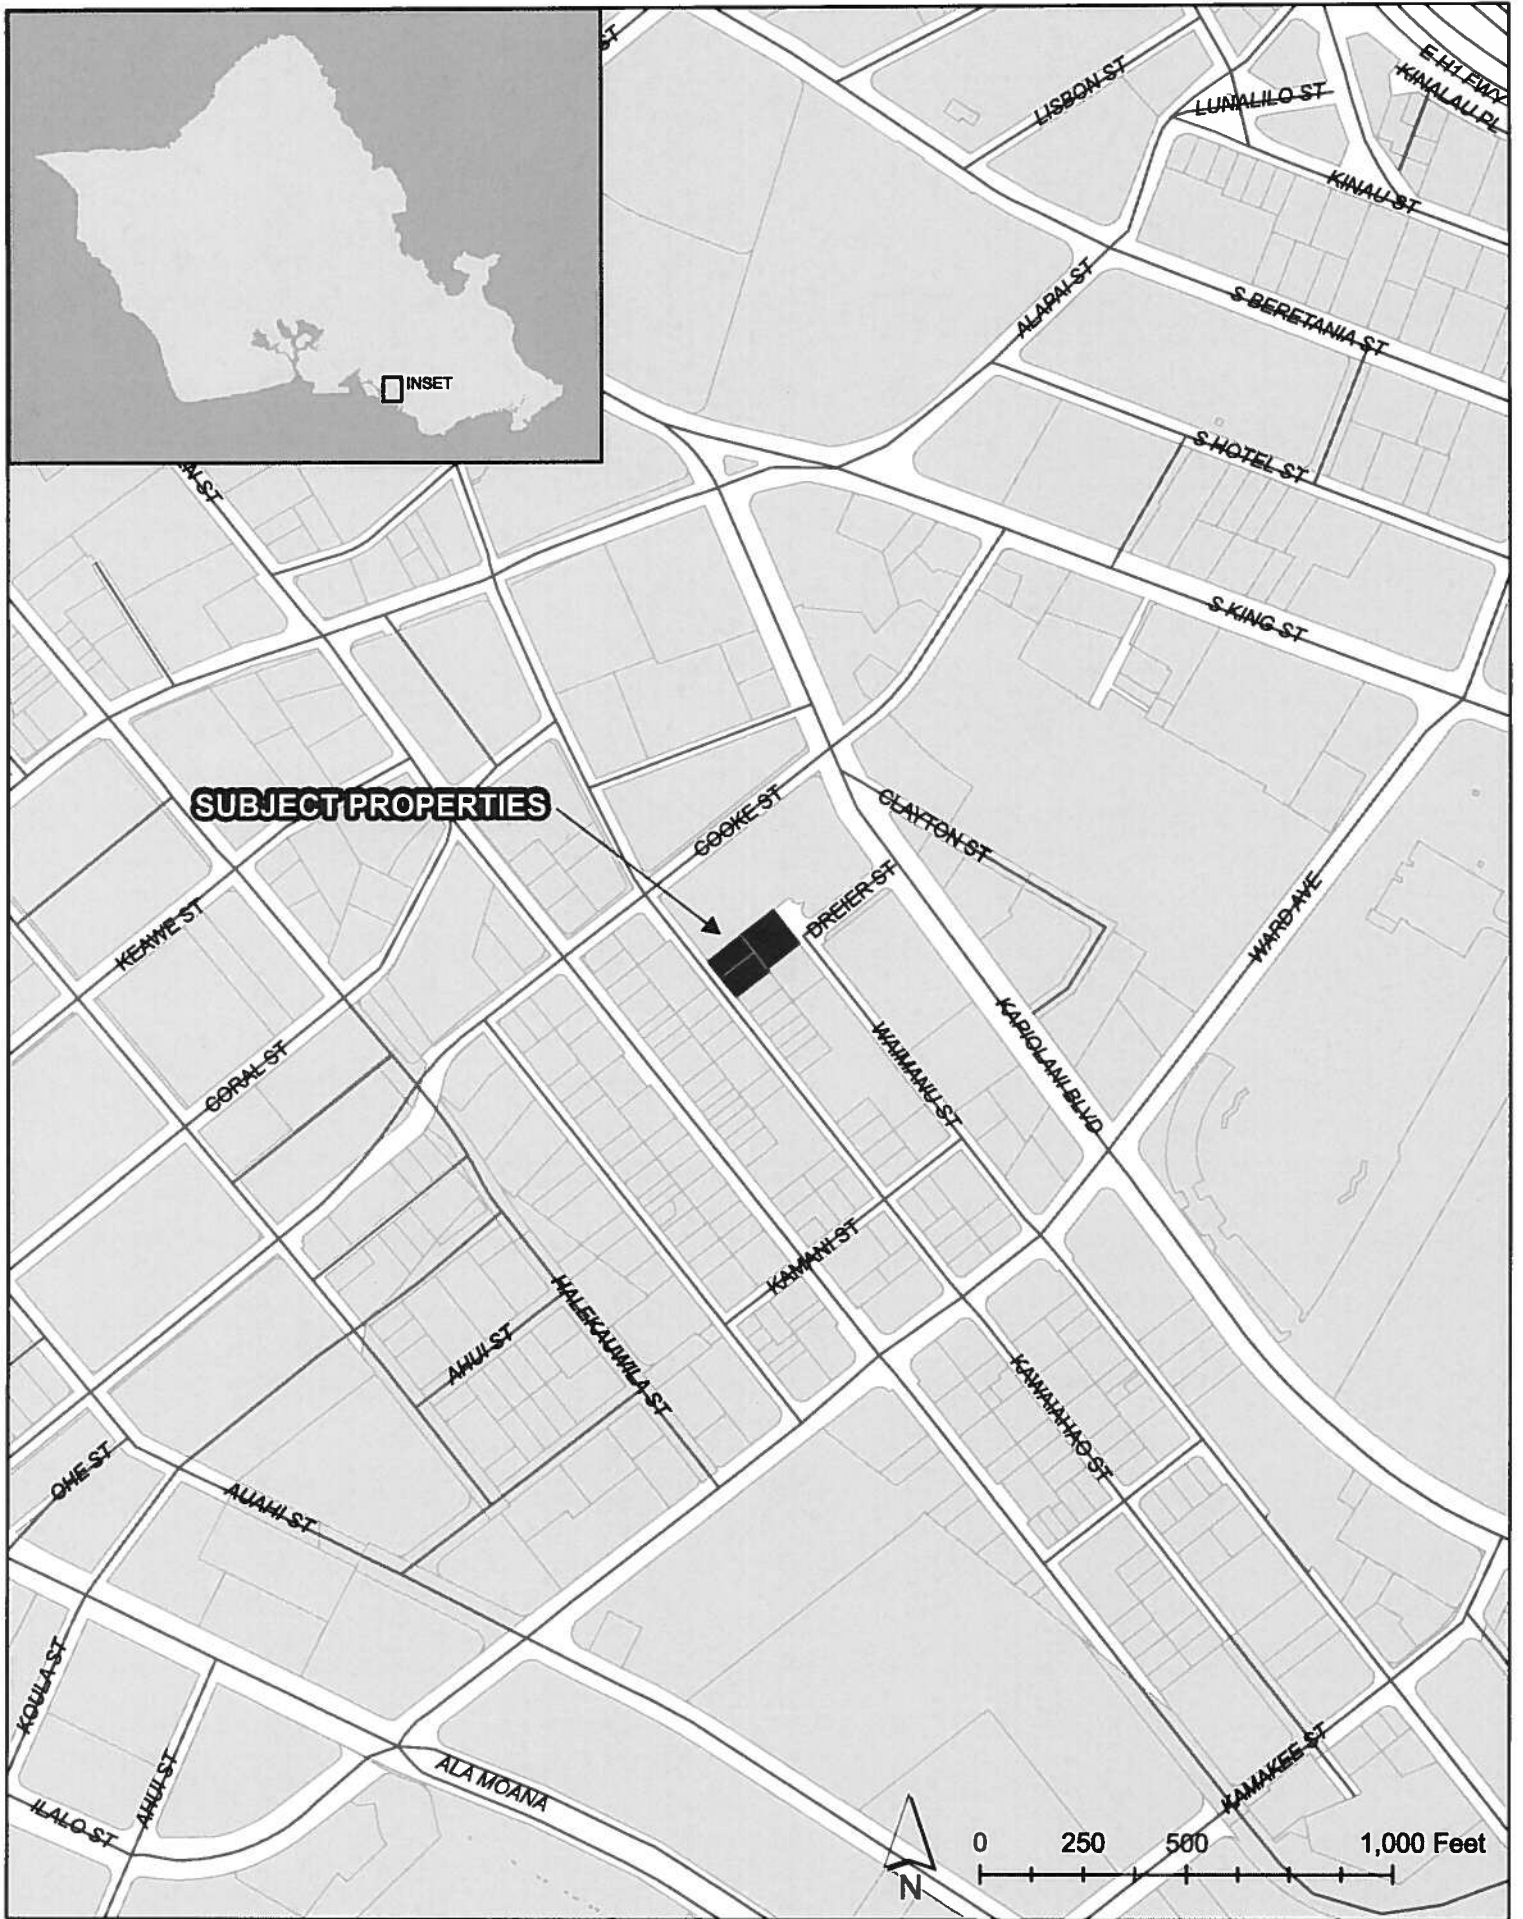 ST
LISBON ST
E H1 FWY
KINALAU PL
LUNALILO ST
KINAU ST
ALAPAI ST
S BERETANIA ST
INSET
S HOTEL ST
ST
S KING ST
SUBJECT PROPERTIES
COOKE ST
CLAYTON ST
DREIER ST
WARD AVE
KEAWE ST
KAPIOLANI BLVD
WAIMANU ST
CORAL ST
KAMANI ST
HALEKAUWILA ST
AHUI ST
KAWAIAHAO ST
OHE ST
AUAHI ST
KOULA ST
AHUI ST
ILALO ST
ALA MOANA
KAMAKEE ST
N
0 250 500 1,000 Feet